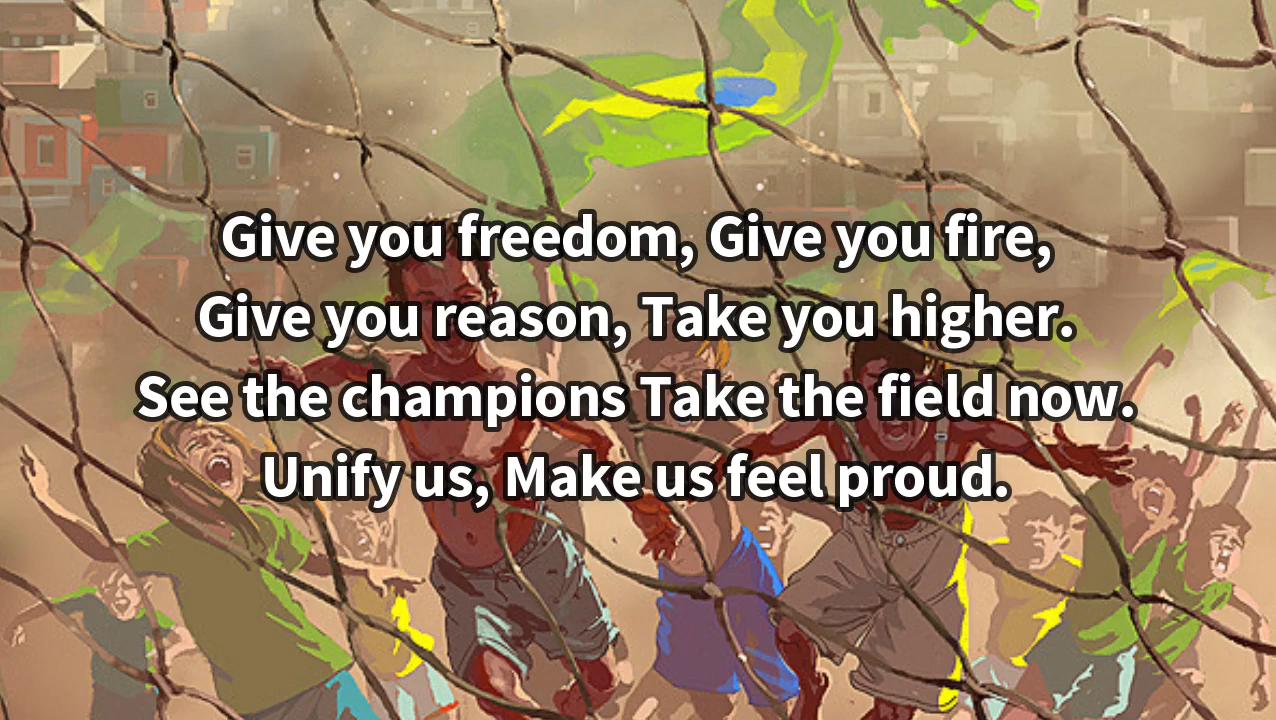 Give you freedom, Give you fire,
Give you reason, Take you higher.
See the champions Take the field now.
Unify us, Make us feel proud.